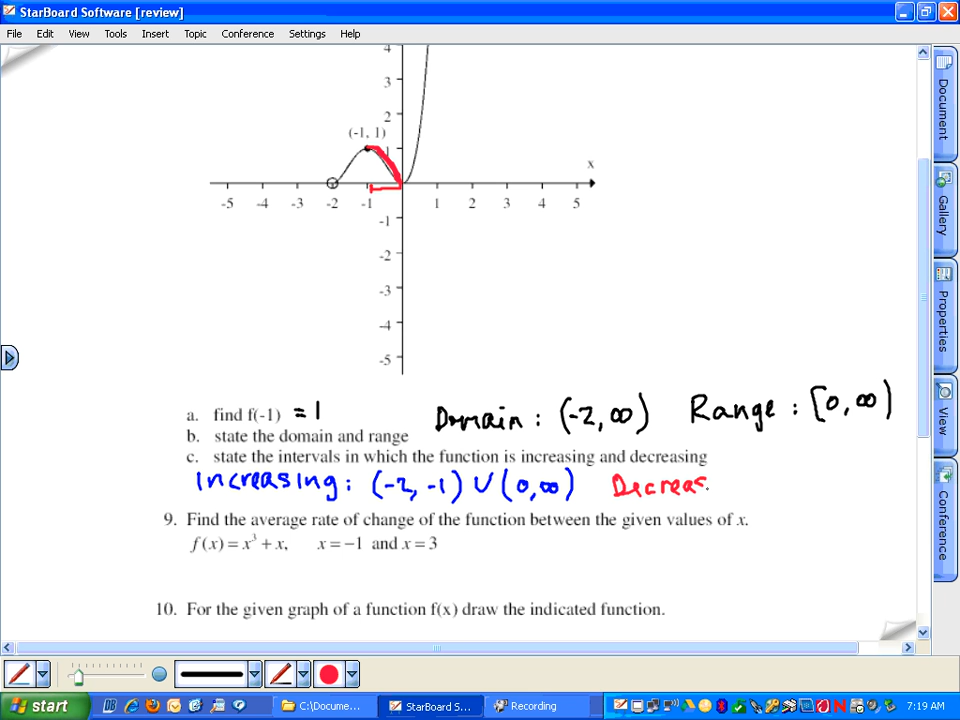 StarBoard Software [review]
File Edit View Tools Insert Topic Conference Settings Help
4
3
2
(-1, 1)
1
x
-5 -4 -3 -2 -1 1 2 3 4 5
-1
-2
-3
-4
-5
a. find f(-1) = 1
Domain : (-2, ∞) Range : [0, ∞)
b. state the domain and range
c. state the intervals in which the function is increasing and decreasing
Increasing : (-2, -1) ∪ (0, ∞) Decreas
9. Find the average rate of change of the function between the given values of x.
f(x) = x³ + x, x = −1 and x = 3
10. For the given graph of a function f(x) draw the indicated function.
Document
Gallery
Properties
View
Conference
start C:\Docume... StarBoard S... Recording 7:19 AM